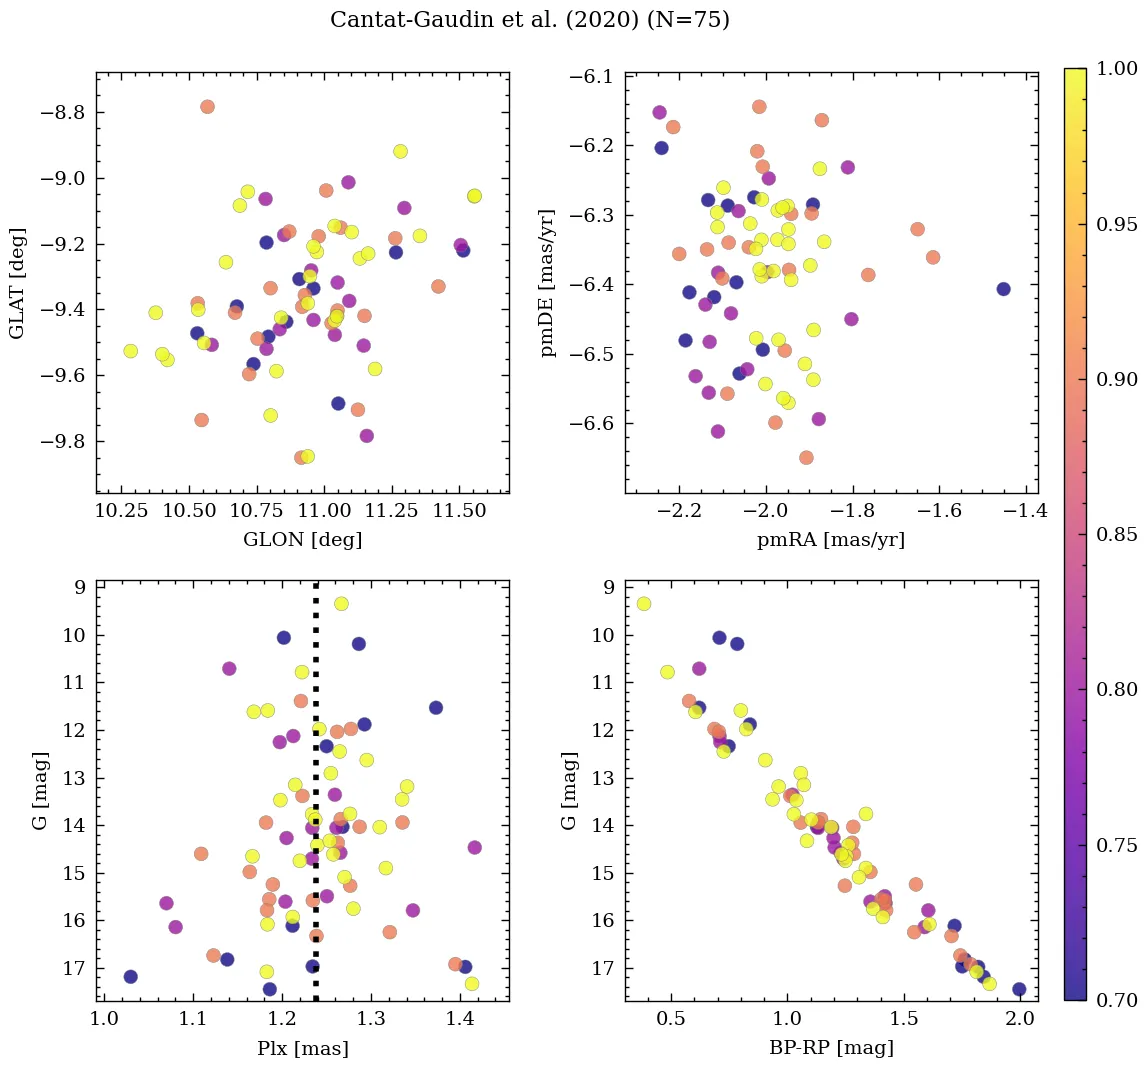 Cantat-Gaudin et al. (2020) (N=75)
−8.8
−9.0
−9.2
−9.4
−9.6
−9.8
GLAT [deg]
10.25 10.50 10.75 11.00 11.25 11.50
GLON [deg]
−6.1
−6.2
−6.3
−6.4
−6.5
−6.6
pmDE [mas/yr]
−2.2 −2.0 −1.8 −1.6 −1.4
pmRA [mas/yr]
9
10
11
12
13
14
15
16
17
G [mag]
1.0 1.1 1.2 1.3 1.4
Plx [mas]
9
10
11
12
13
14
15
16
17
G [mag]
0.5 1.0 1.5 2.0
BP-RP [mag]
1.00
0.95
0.90
0.85
0.80
0.75
0.70